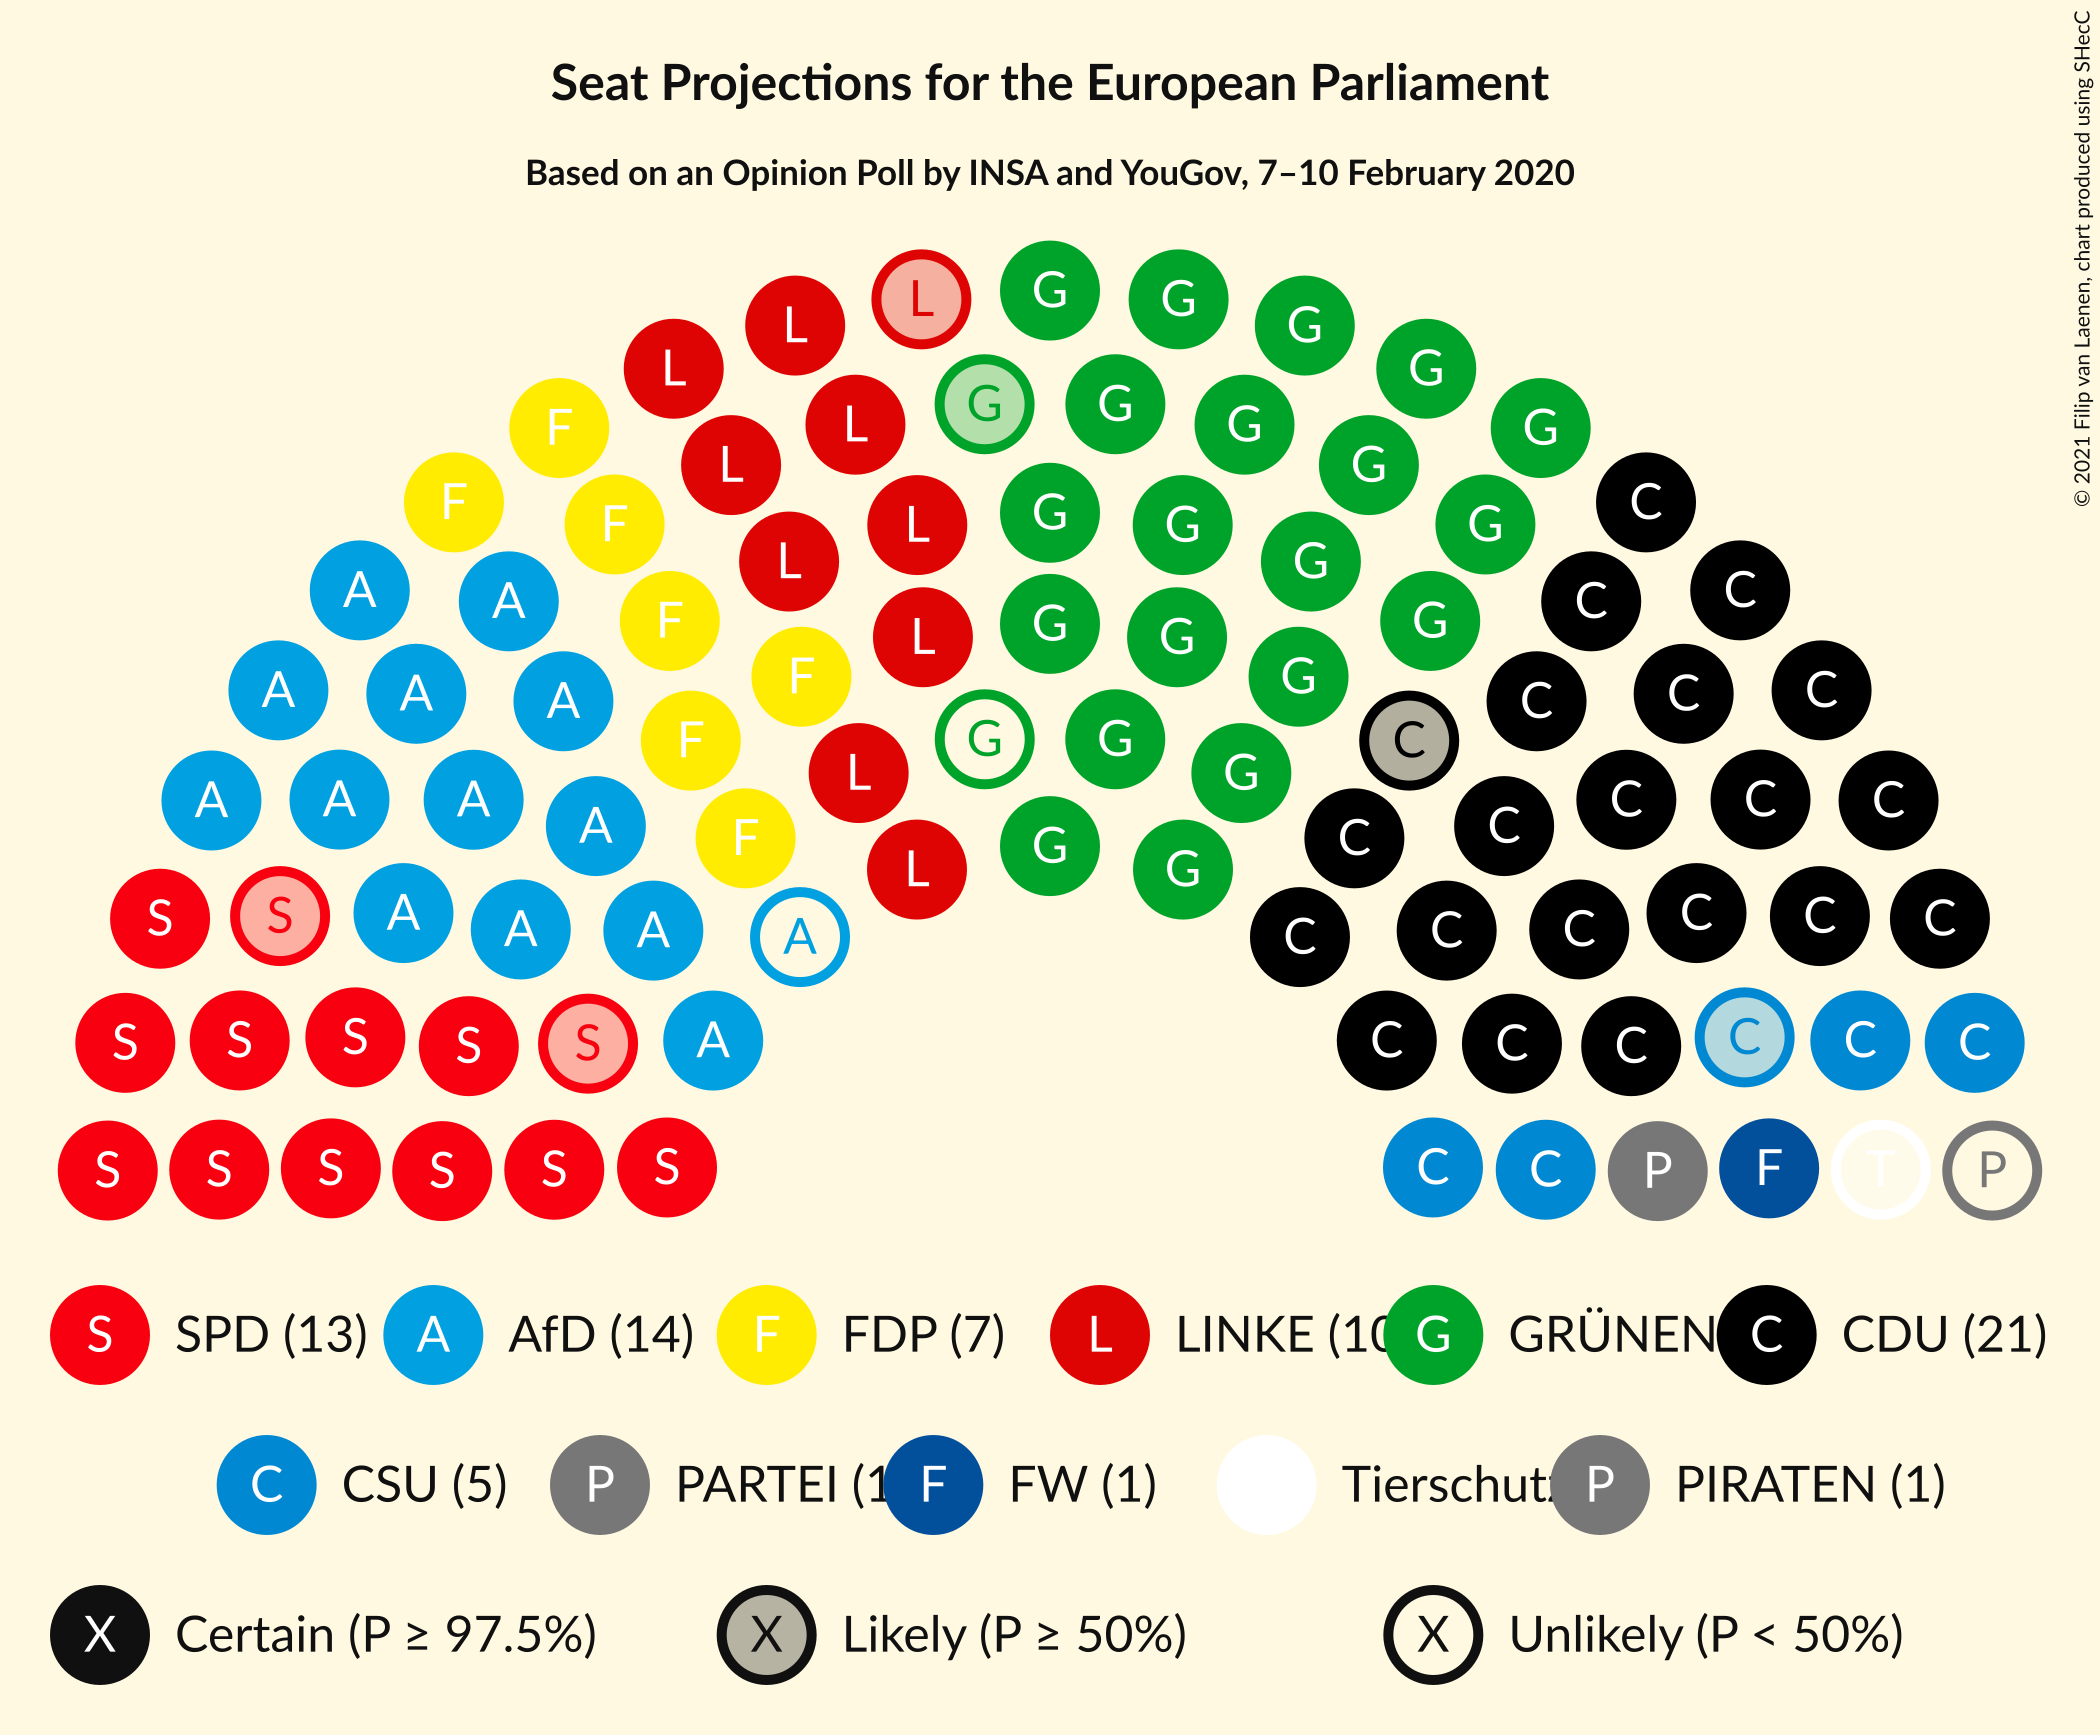 Seat Projections for the European Parliament
Based on an Opinion Poll by INSA and YouGov, 7–10 February 2020
© 2021 Filip van Laenen, chart produced using SHecC
L G G G
L L G G
F L G G G G
F F L L G G G G C
A A F L L G G G G C C
A A A F F L G G G G C C C C
A A A A F F L G G G C C C C C C
S S A A A A L G G C C C C C C
S S S S S A C C C C C C
S S S S S S C C P F T P
S SPD (13) A AfD (14) F FDP (7) L LINKE (10 G GRÜNEN C CDU (21)
C CSU (5) P PARTEI (1 F FW (1) Tierschutz P PIRATEN (1)
X Certain (P ≥ 97.5%) X Likely (P ≥ 50%) X Unlikely (P < 50%)